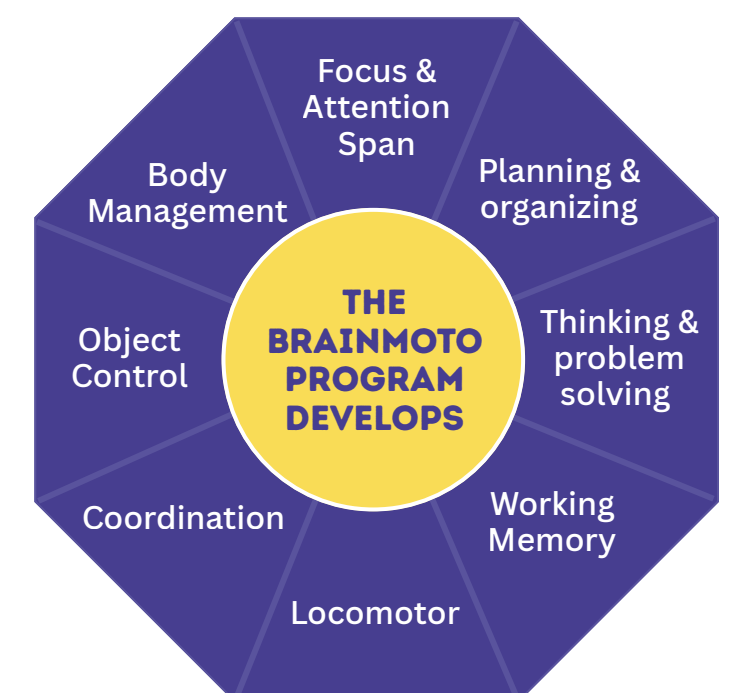 Focus &
Attention
Span
Planning &
organizing
Thinking &
problem
solving
Working
Memory
Locomotor
Coordination
Object
Control
Body
Management
THE
BRAINMOTO
PROGRAM
DEVELOPS